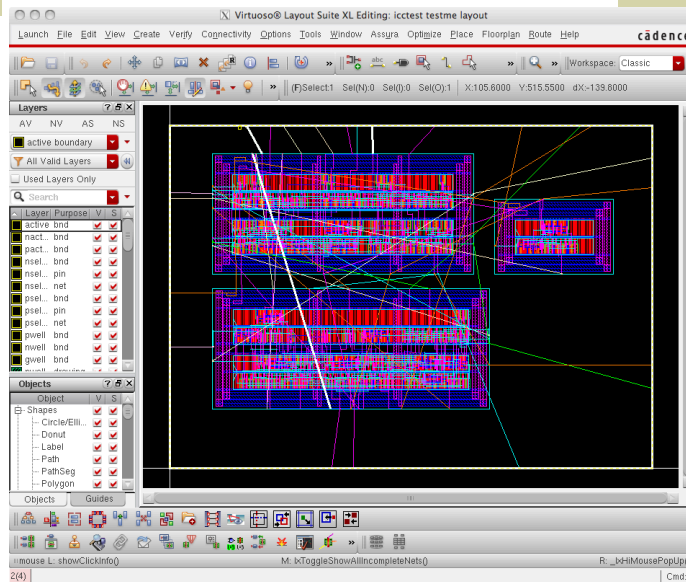 Virtuoso® Layout Suite XL Editing: icctest testme layout
Launch File Edit View Create Verify Connectivity Options Tools Window Assura Optimize Place Floorplan Route Help cādence
» » » Workspace: Classic
» (F)Select:1 Sel(N):0 Sel(I):0 Sel(O):1 X:105.6000 Y:515.5500 dX:-139.6000
Layers
AV NV AS NS
active boundary
All Valid Layers
Used Layers Only
Search
Layer Purpose V S
active bnd
nact... bnd
pact... bnd
nsel... bnd
nsel... pin
nsel... net
psel... bnd
psel... pin
psel... net
pwell bnd
nwell bnd
gwell bnd
nwell drawing
Objects
Object V S
Shapes
Circle/Elli...
Donut
Label
Path
PathSeg
Polygon
Objects Guides
mouse L: showClickInfo() M: lxToggleShowAllIncompleteNets() R: _lxHiMousePopUp
2(4) Cmd: